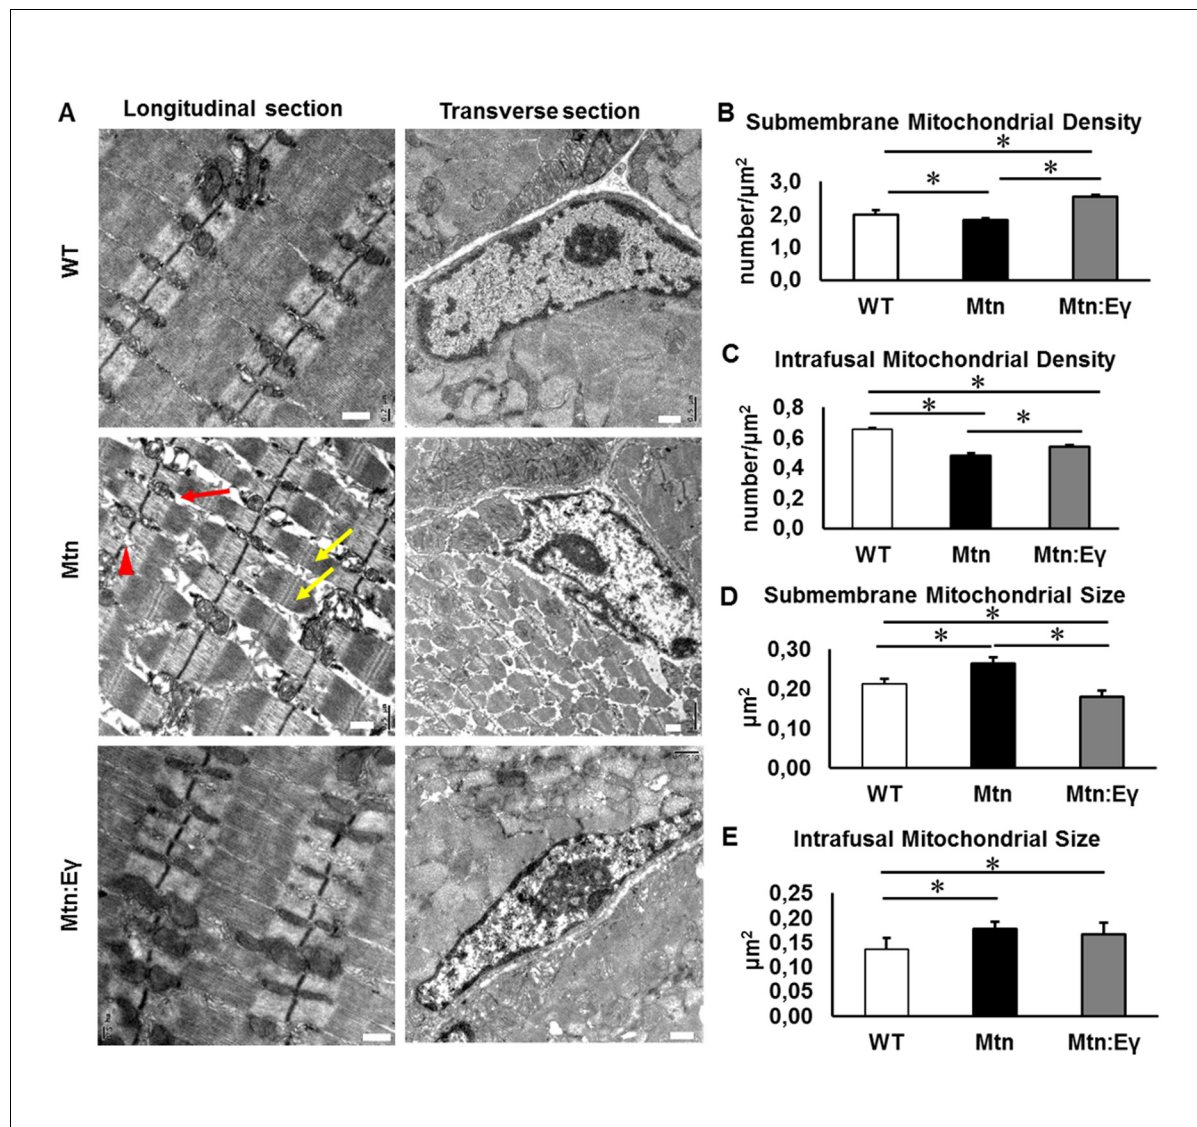 A
Longitudinal section
Transverse section
WT
Mtn
Mtn:Eγ
B
Submembrane Mitochondrial Density
*
*
*
number/µm²
3,0
2,0
1,0
0,0
WT
Mtn
Mtn:Eγ
C
Intrafusal Mitochondrial Density
*
*
*
number/µm²
0,8
0,6
0,4
0,2
0,0
WT
Mtn
Mtn:Eγ
D
Submembrane Mitochondrial Size
*
*
*
µm²
0,30
0,20
0,10
0,00
WT
Mtn
Mtn:Eγ
E
Intrafusal Mitochondrial Size
*
*
µm²
0,25
0,20
0,15
0,10
0,05
0,00
WT
Mtn
Mtn:Eγ